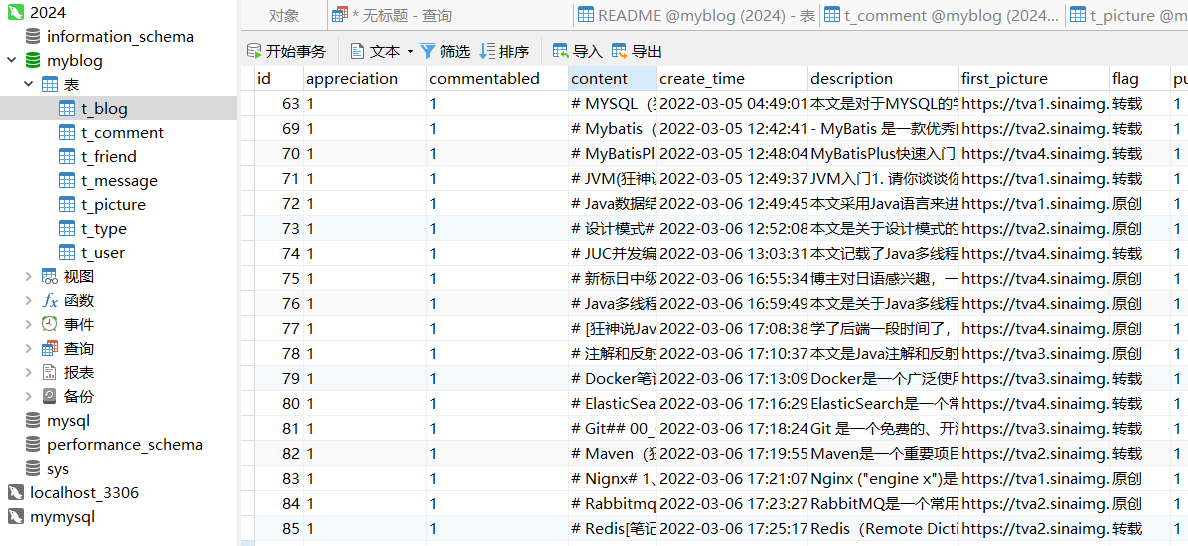 2024
information_schema
myblog
表
t_blog
t_comment
t_friend
t_message
t_picture
t_type
t_user
视图
fx 函数
事件
查询
报表
备份
mysql
performance_schema
sys
localhost_3306
mymysql
对象 * 无标题 - 查询 README @myblog (2024) - 表 t_comment @myblog (2024... t_picture @m
开始事务 文本 筛选 排序 导入 导出
id appreciation commentabled content create_time description first_picture flag pu
63 1 1 # MYSQL（狂 2022-03-05 04:49:01 本文是对于MYSQL的学 https://tva1.sinaimg. 转载 1
69 1 1 # Mybatis（ 2022-03-05 12:42:41 - MyBatis 是一款优秀 https://tva2.sinaimg. 转载 1
70 1 1 # MyBatisPl 2022-03-05 12:48:04 MyBatisPlus快速入门 https://tva4.sinaimg. 转载 1
71 1 1 # JVM(狂神说 2022-03-05 12:49:37 JVM入门1. 请你谈谈你 https://tva1.sinaimg. 转载 1
72 1 1 # Java数据结 2022-03-05 12:49:45 本文采用Java语言来进 https://tva1.sinaimg. 原创 1
73 1 1 # 设计模式# 2022-03-06 12:52:08 本文是关于设计模式的 https://tva2.sinaimg. 原创 1
74 1 1 # JUC并发编 2022-03-06 13:03:31 本文记载了Java多线程 https://tva4.sinaimg. 转载 1
75 1 1 # 新标日中级 2022-03-06 16:55:34 博主对日语感兴趣，一 https://tva4.sinaimg. 原创 1
76 1 1 # Java多线程 2022-03-06 16:59:49 本文是关于Java多线程 https://tva4.sinaimg. 原创 1
77 1 1 # [狂神说Jav 2022-03-06 17:08:38 学了后端一段时间了， https://tva4.sinaimg. 原创 1
78 1 1 # 注解和反射 2022-03-06 17:10:37 本文是Java注解和反射 https://tva3.sinaimg. 原创 1
79 1 1 # Docker笔记 2022-03-06 17:13:09 Docker是一个广泛使用 https://tva3.sinaimg. 转载 1
80 1 1 # ElasticSea 2022-03-06 17:16:29 ElasticSearch是一个常 https://tva4.sinaimg. 转载 1
81 1 1 # Git## 00_ 2022-03-06 17:18:24 Git 是一个免费的、开源 https://tva3.sinaimg. 转载 1
82 1 1 # Maven（狂 2022-03-06 17:19:55 Maven是一个重要项目 https://tva2.sinaimg. 转载 1
83 1 1 # Nignx# 1、 2022-03-06 17:21:07 Nginx ("engine x")是 https://tva1.sinaimg. 原创 1
84 1 1 # Rabbitmq 2022-03-06 17:23:27 RabbitMQ是一个常用 https://tva2.sinaimg. 原创 1
85 1 1 # Redis[笔记 2022-03-06 17:25:17 Redis（Remote Dicti https://tva2.sinaimg. 转载 1